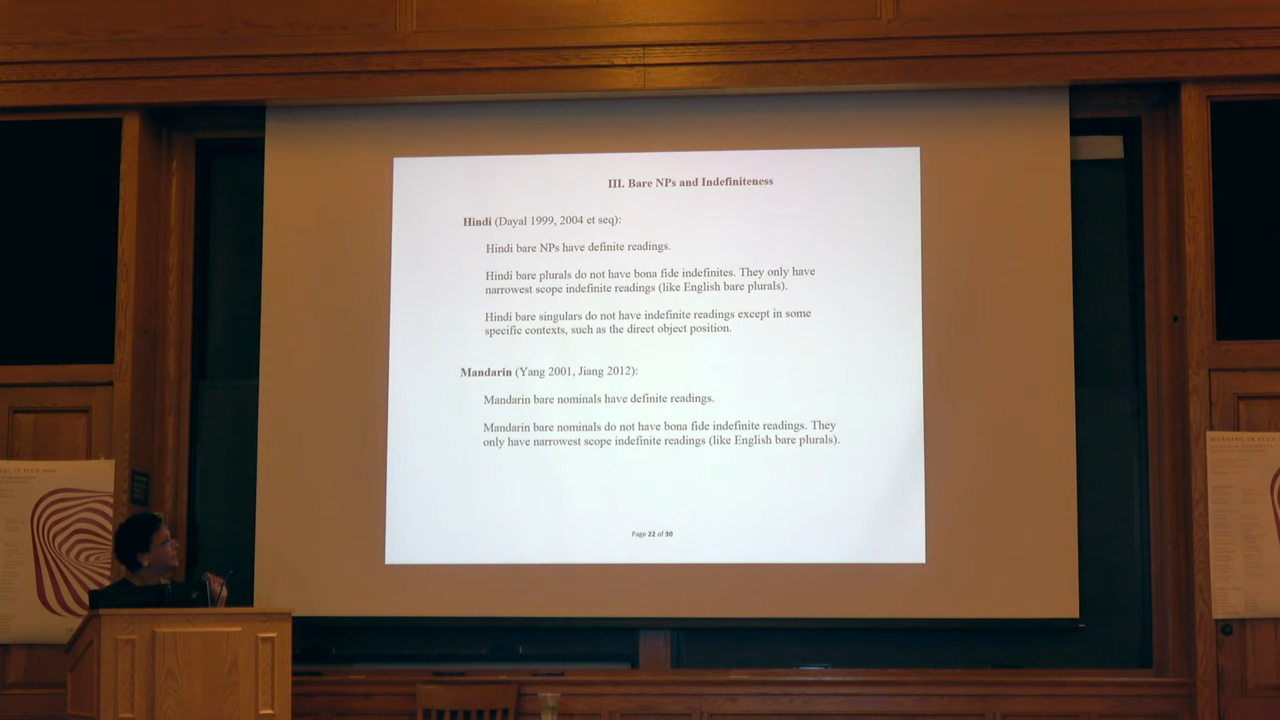 III. Bare NPs and Indefiniteness
Hindi (Dayal 1999, 2004 et seq):
Hindi bare NPs have definite readings.
Hindi bare plurals do not have bona fide indefinites. They only have
narrowest scope indefinite readings (like English bare plurals).
Hindi bare singulars do not have indefinite readings except in some
specific contexts, such as the direct object position.
Mandarin (Yang 2001, Jiang 2012):
Mandarin bare nominals have definite readings.
Mandarin bare nominals do not have bona fide indefinite readings. They
only have narrowest scope indefinite readings (like English bare plurals).
Page 22 of 30
MEANING IN FLUX